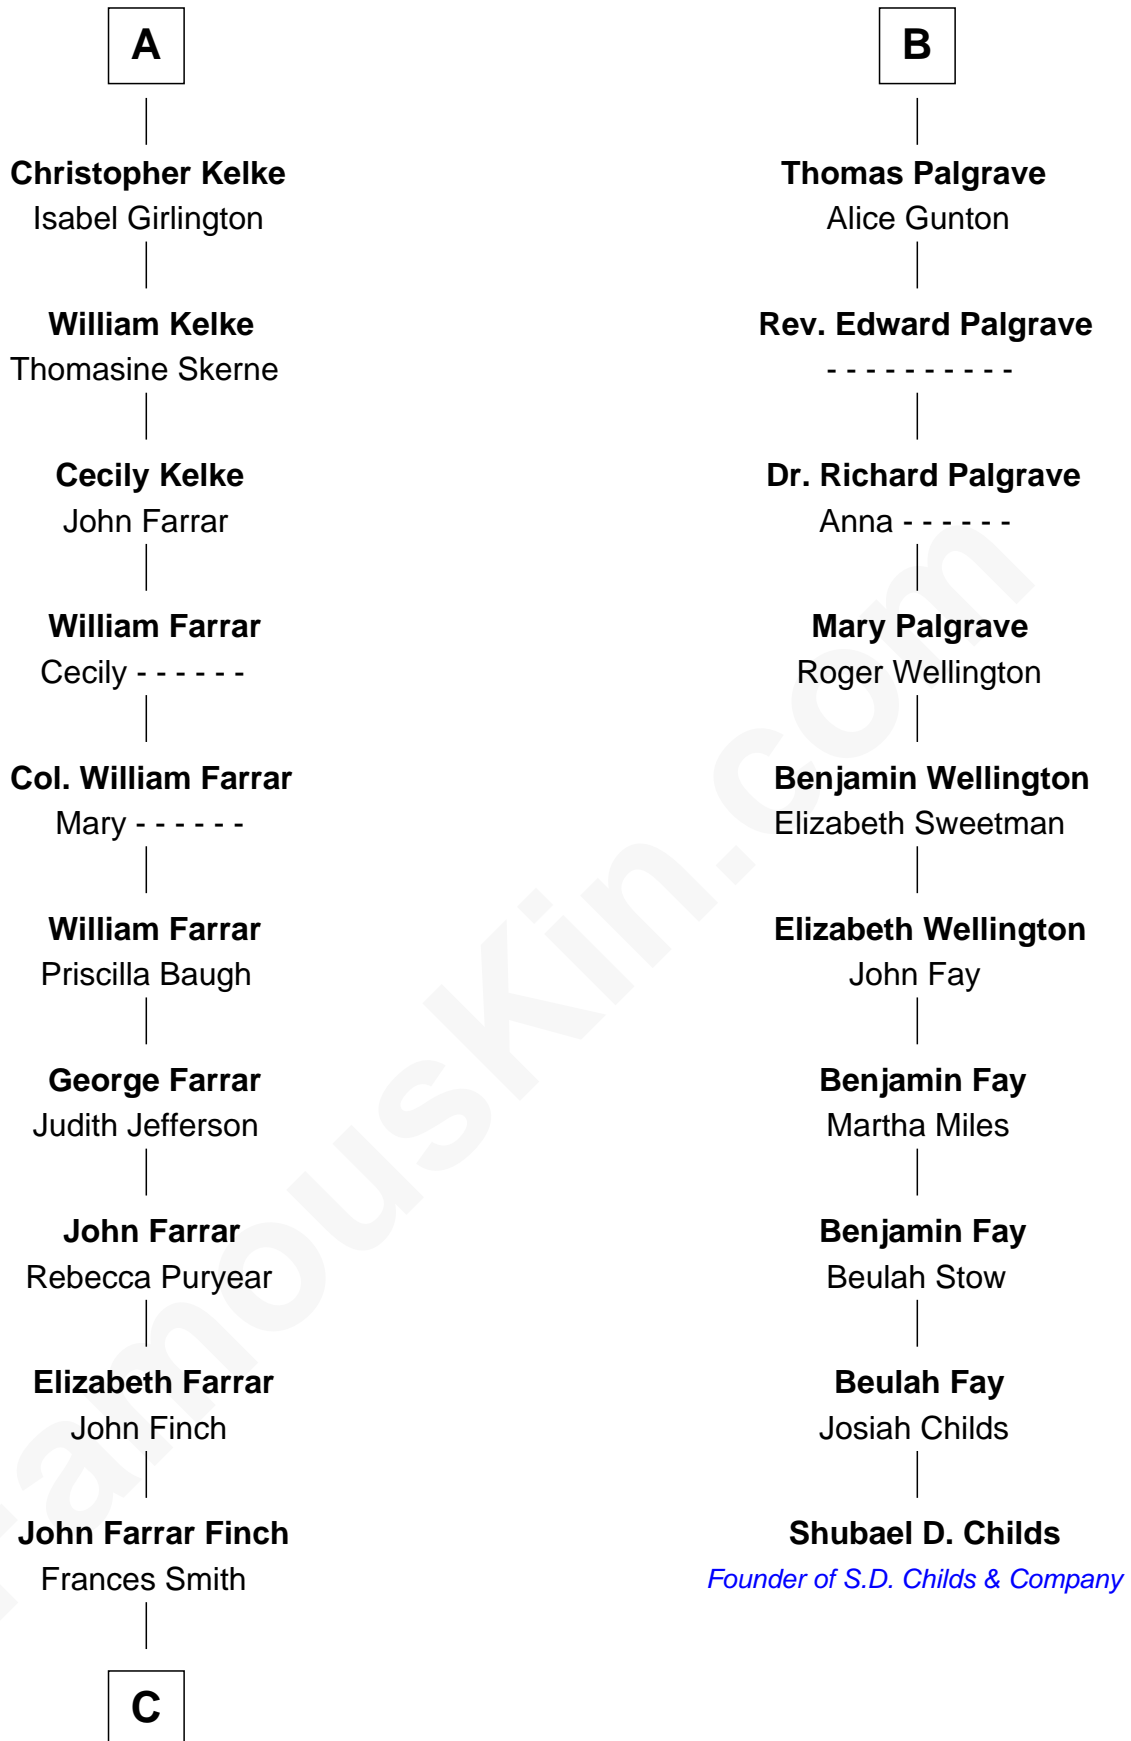 A
Christopher Kelke
Isabel Girlington
William Kelke
Thomasine Skerne
Cecily Kelke
John Farrar
William Farrar
Cecily - - - - - -
Col. William Farrar
Mary - - - - - -
William Farrar
Priscilla Baugh
George Farrar
Judith Jefferson
John Farrar
Rebecca Puryear
Elizabeth Farrar
John Finch
John Farrar Finch
Frances Smith
C
B
Thomas Palgrave
Alice Gunton
Rev. Edward Palgrave
- - - - - - - - - -
Dr. Richard Palgrave
Anna - - - - - -
Mary Palgrave
Roger Wellington
Benjamin Wellington
Elizabeth Sweetman
Elizabeth Wellington
John Fay
Benjamin Fay
Martha Miles
Benjamin Fay
Beulah Stow
Beulah Fay
Josiah Childs
Shubael D. Childs
Founder of S.D. Childs & Company
FamousKin.com